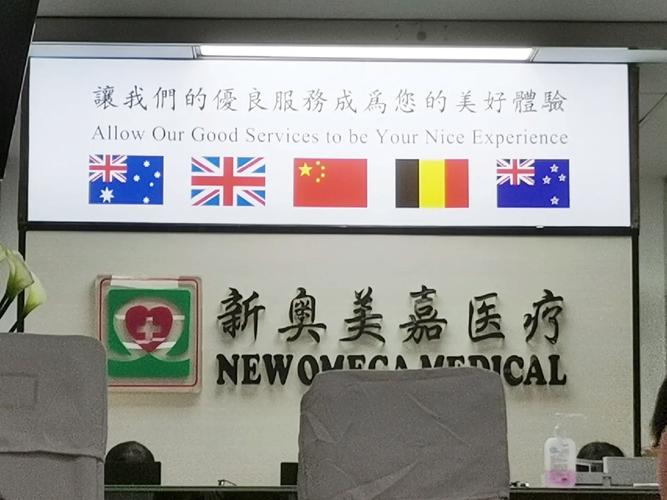 讓我們的優良服務成爲您的美好體驗
Allow Our Good Services to be Your Nice Experience
新奥美嘉医疗
NEW OMEGA MEDICAL